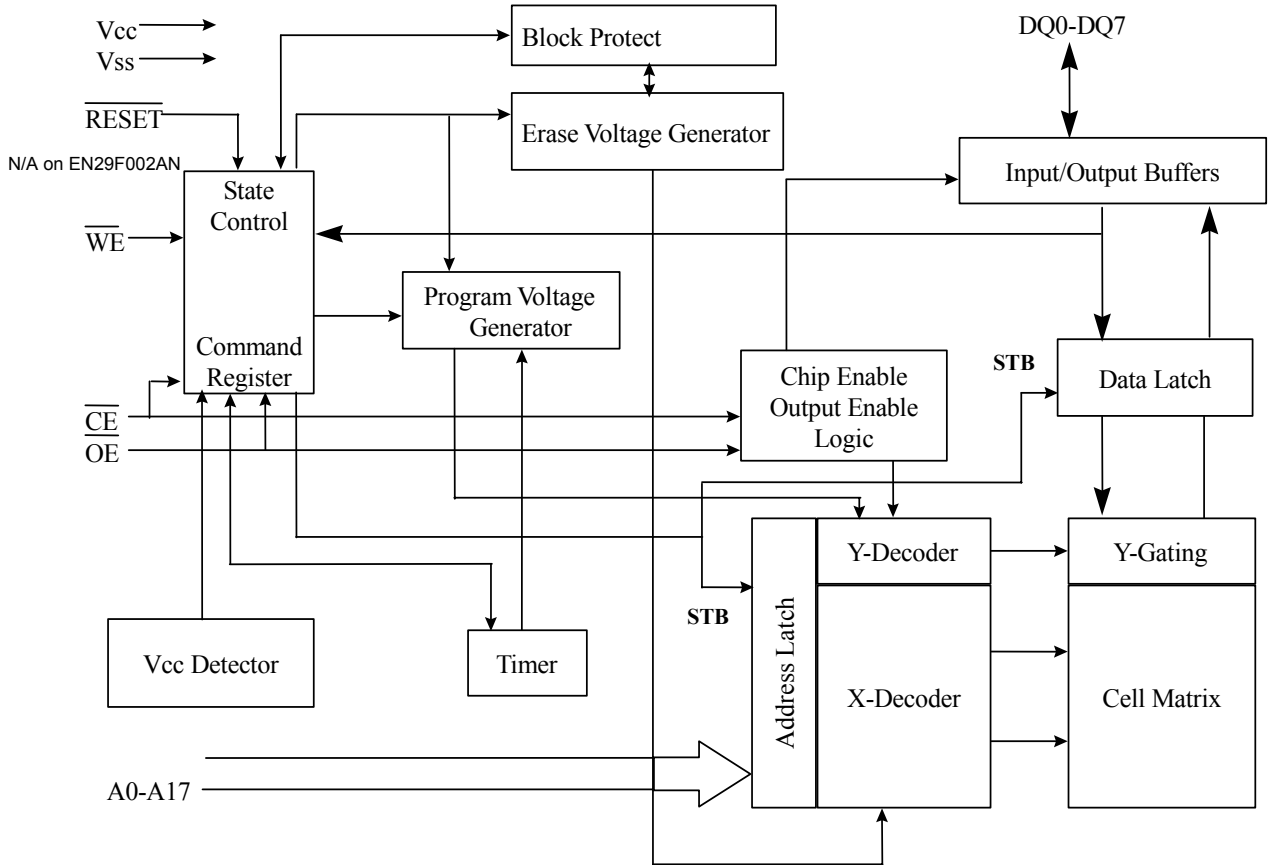 Vcc
Vss
Block Protect
DQ0-DQ7
RESET
Erase Voltage Generator
N/A on EN29F002AN
Input/Output Buffers
State
Control
WE
Program Voltage
Generator
Command
Register
STB
Chip Enable
Output Enable
Logic
Data Latch
CE
OE
Y-Decoder
Y-Gating
STB
Address Latch
Vcc Detector
Timer
X-Decoder
Cell Matrix
A0-A17